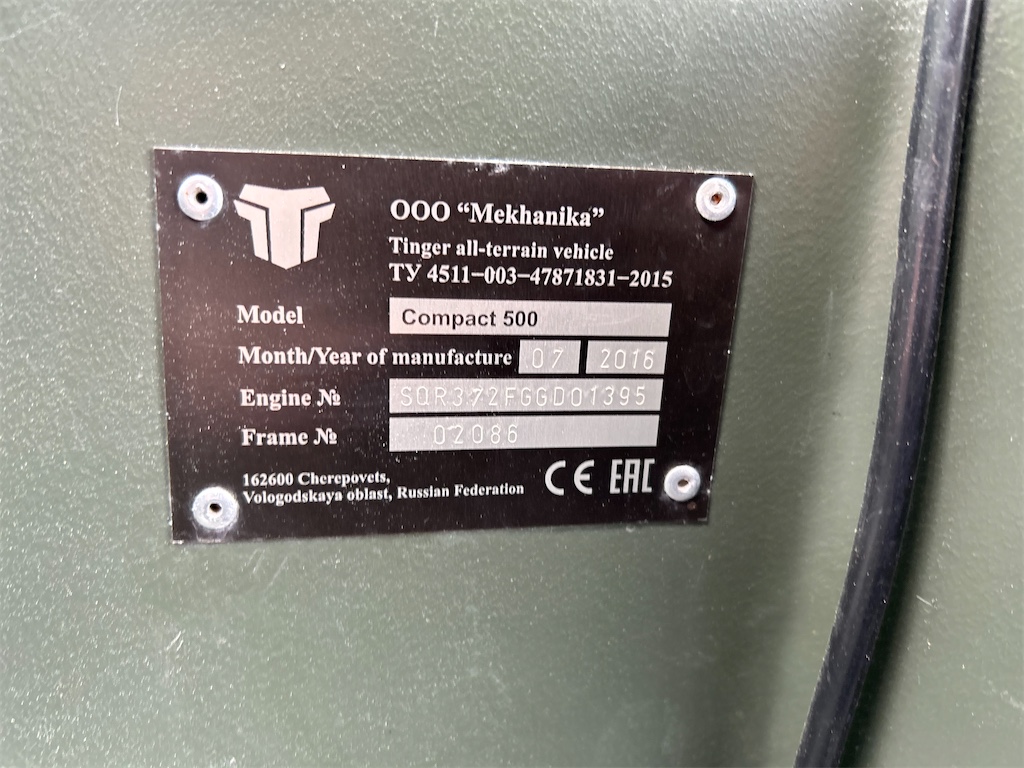 ООО “Mekhanika”
Tinger all-terrain vehicle
ТУ 4511–003–47871831–2015
Model Compact 500
Month/Year of manufacture 07 2016
Engine № SQR372FGGD01395
Frame № 02086
162600 Cherepovets,
Vologodskaya oblast, Russian Federation
CE EAC